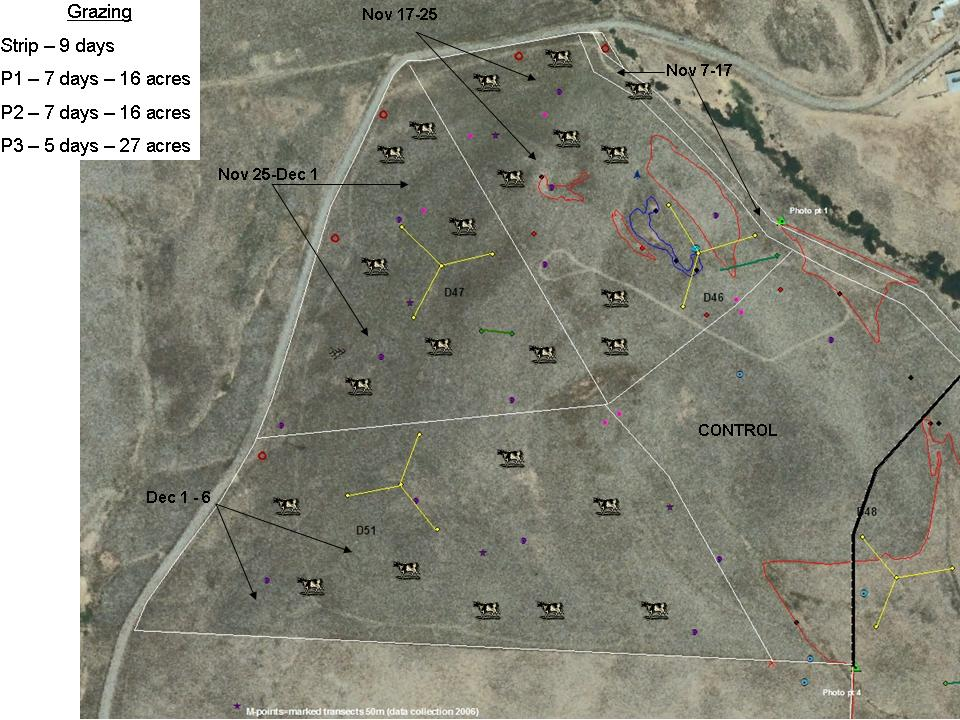 Grazing
Strip – 9 days
P1 – 7 days – 16 acres
P2 – 7 days – 16 acres
P3 – 5 days – 27 acres
Nov 17-25
Nov 7-17
Nov 25-Dec 1
Photo pt 1
D47
D46
CONTROL
Dec 1 - 6
D51
D48
Photo pt 4
M-points=marked transects 50m (data collection 2006)